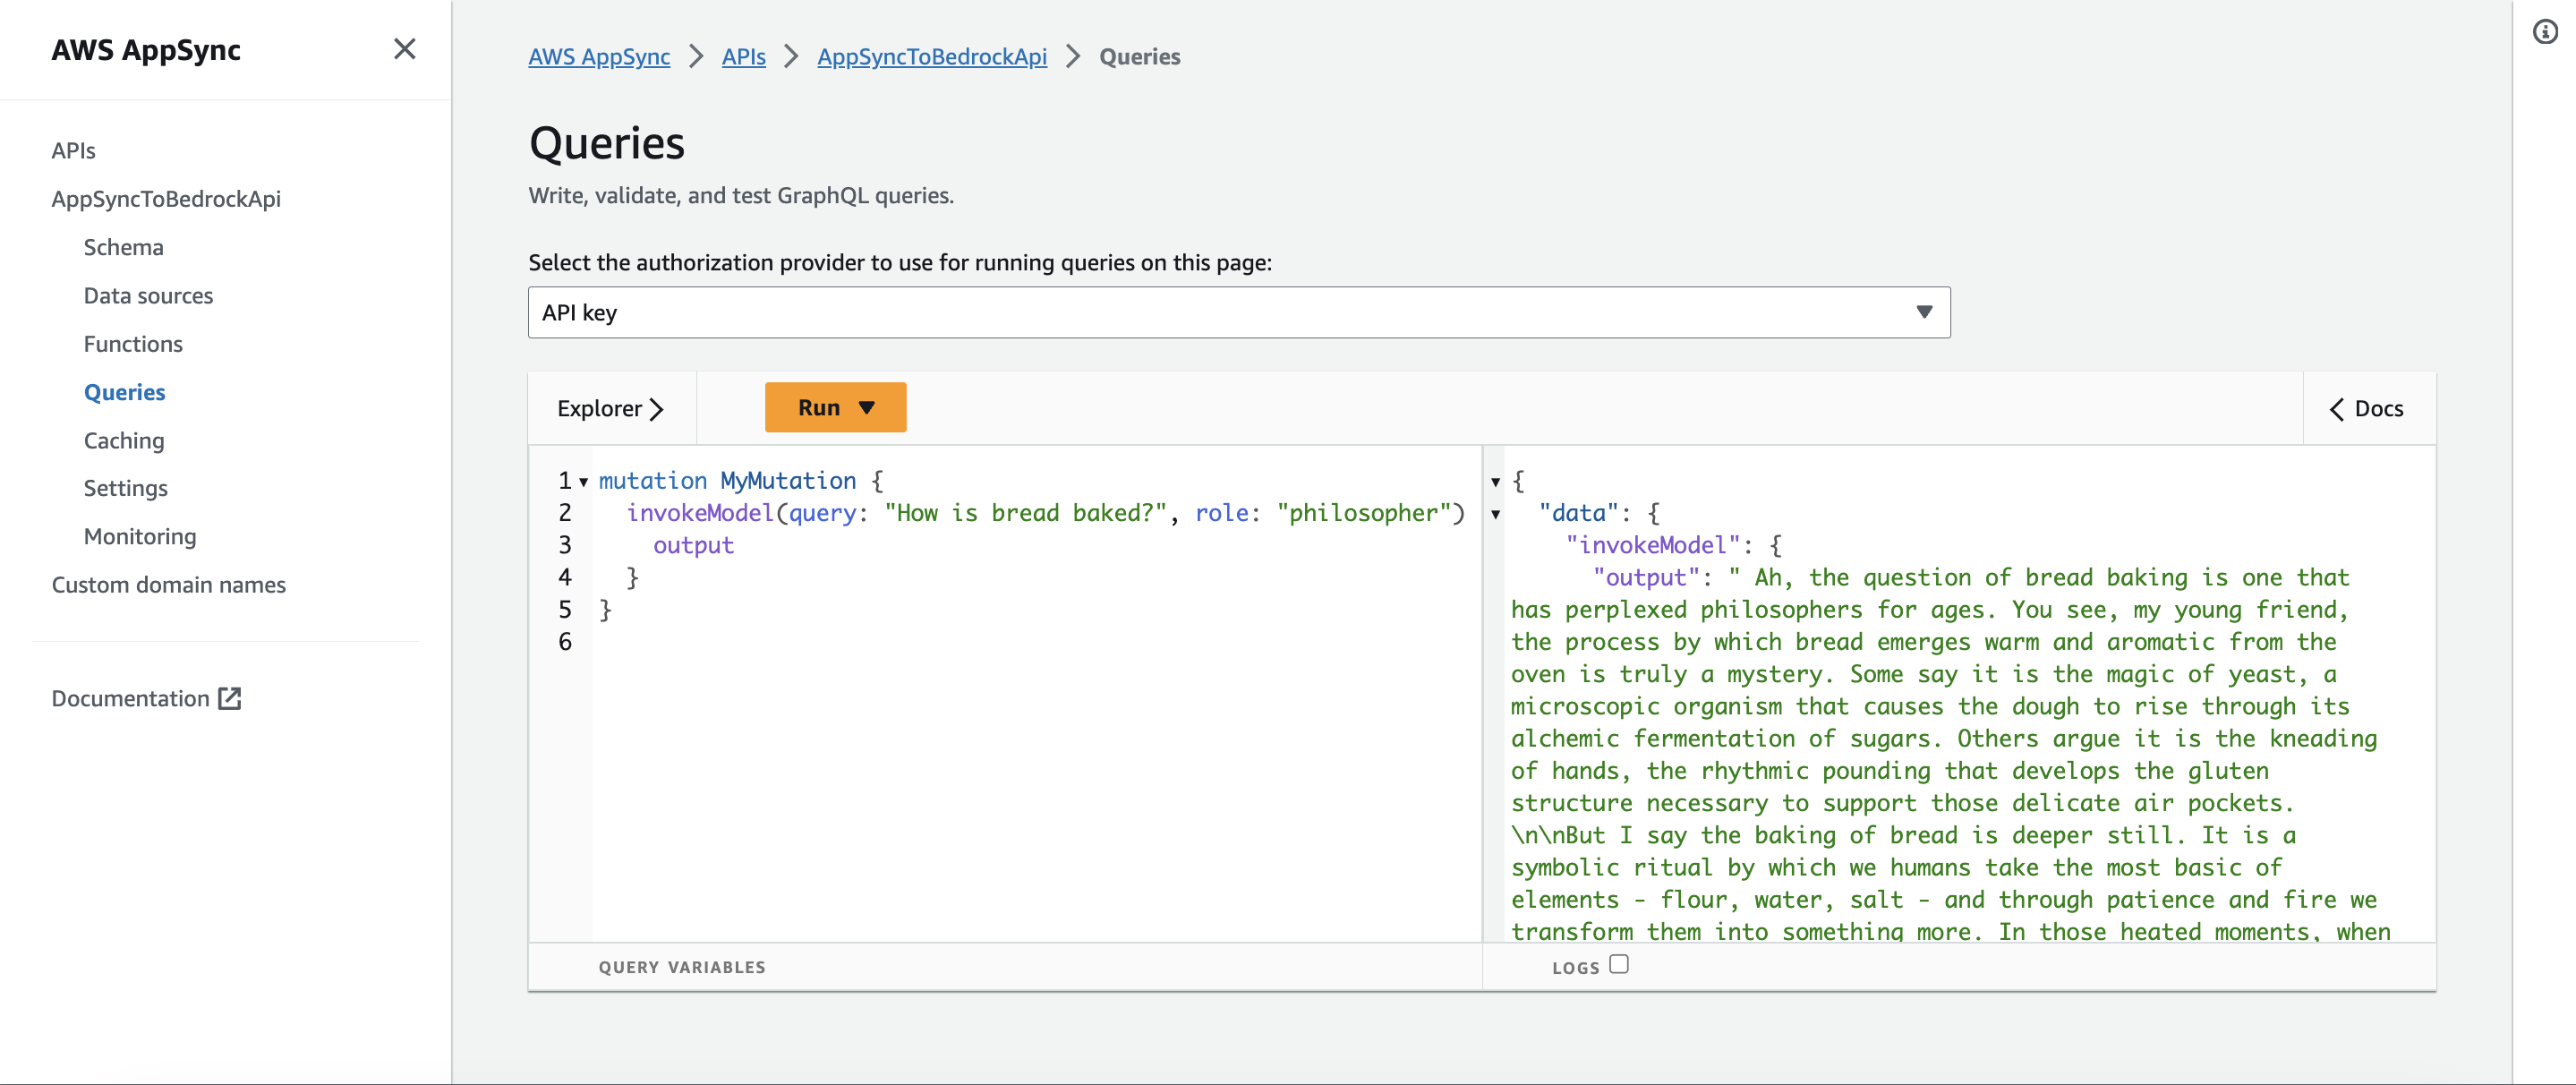 AWS AppSync
APIs
AppSyncToBedrockApi
Schema
Data sources
Functions
Queries
Caching
Settings
Monitoring
Custom domain names
Documentation
AWS AppSync > APIs > AppSyncToBedrockApi > Queries
Queries
Write, validate, and test GraphQL queries.
Select the authorization provider to use for running queries on this page:
API key
Explorer
Run
Docs
1 mutation MyMutation {
2 invokeModel(query: "How is bread baked?", role: "philosopher")
3 output
4 }
5 }
6
{
"data": {
"invokeModel": {
"output": " Ah, the question of bread baking is one that
has perplexed philosophers for ages. You see, my young friend,
the process by which bread emerges warm and aromatic from the
oven is truly a mystery. Some say it is the magic of yeast, a
microscopic organism that causes the dough to rise through its
alchemic fermentation of sugars. Others argue it is the kneading
of hands, the rhythmic pounding that develops the gluten
structure necessary to support those delicate air pockets.
\n\nBut I say the baking of bread is deeper still. It is a
symbolic ritual by which we humans take the most basic of
elements - flour, water, salt - and through patience and fire we
transform them into something more. In those heated moments, when
QUERY VARIABLES
LOGS